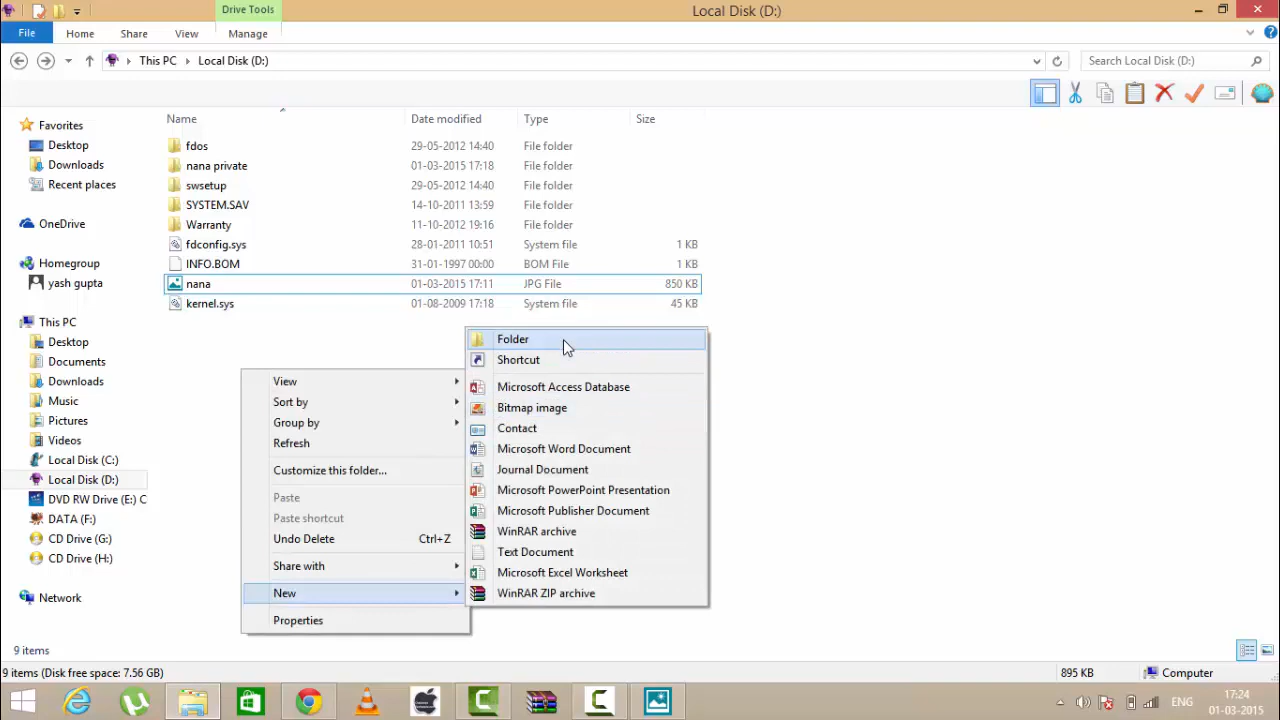 Drive Tools
Local Disk (D:)
File
Home
Share
View
Manage
This PC
Local Disk (D:)
Search Local Disk (D:)
Name
Date modified
Type
Size
fdos 29-05-2012 14:40 File folder
nana private 01-03-2015 17:18 File folder
swsetup 29-05-2012 14:40 File folder
SYSTEM.SAV 14-10-2011 13:59 File folder
Warranty 11-10-2012 19:16 File folder
fdconfig.sys 28-01-2011 10:51 System file 1 KB
INFO.BOM 31-01-1997 00:00 BOM File 1 KB
nana 01-03-2015 17:11 JPG File 850 KB
kernel.sys 01-08-2009 17:18 System file 45 KB
Favorites
Desktop
Downloads
Recent places
OneDrive
Homegroup
yash gupta
This PC
Desktop
Documents
Downloads
Music
Pictures
Videos
Local Disk (C:)
Local Disk (D:)
DVD RW Drive (E:) C
DATA (F:)
CD Drive (G:)
CD Drive (H:)
Network
View
Sort by
Group by
Refresh
Customize this folder...
Paste
Paste shortcut
Undo Delete Ctrl+Z
Share with
New
Properties
Folder
Shortcut
Microsoft Access Database
Bitmap image
Contact
Microsoft Word Document
Journal Document
Microsoft PowerPoint Presentation
Microsoft Publisher Document
WinRAR archive
Text Document
Microsoft Excel Worksheet
WinRAR ZIP archive
9 items
9 items (Disk free space: 7.56 GB)
895 KB
Computer
ENG
17:24
01-03-2015